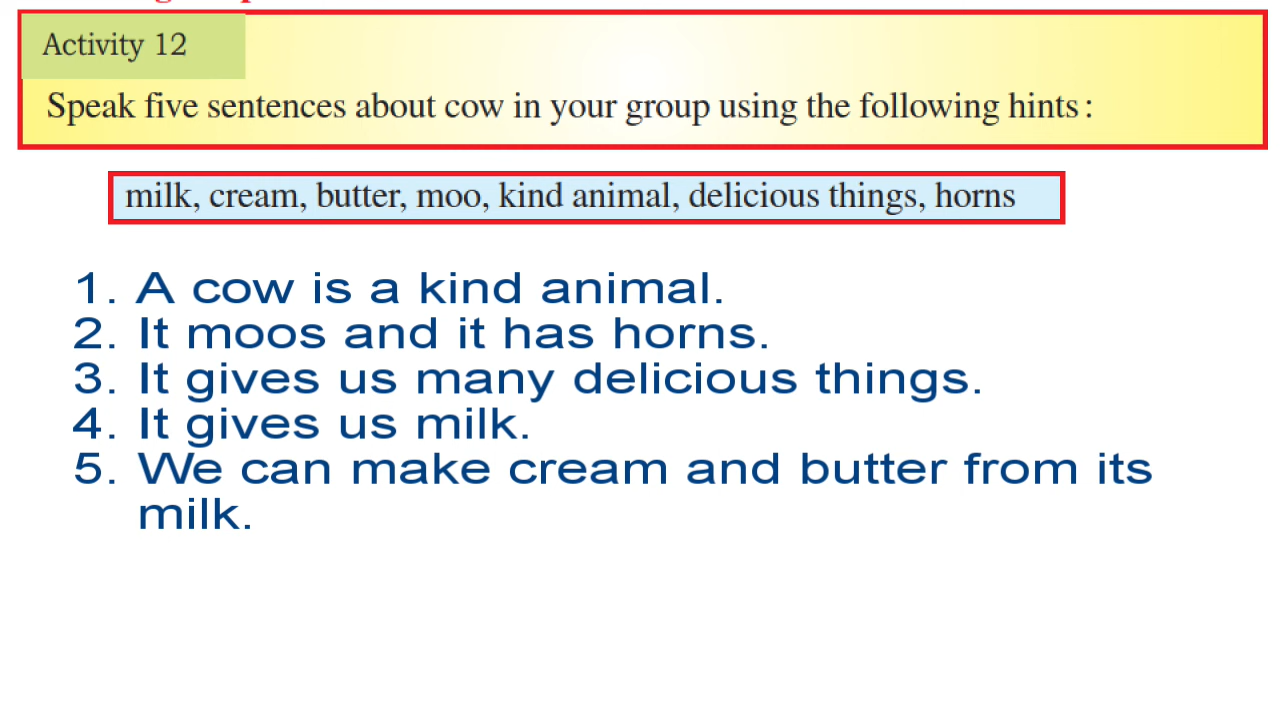 Activity 12
Speak five sentences about cow in your group using the following hints :
milk, cream, butter, moo, kind animal, delicious things, horns
1. A cow is a kind animal.
2. It moos and it has horns.
3. It gives us many delicious things.
4. It gives us milk.
5. We can make cream and butter from its
milk.